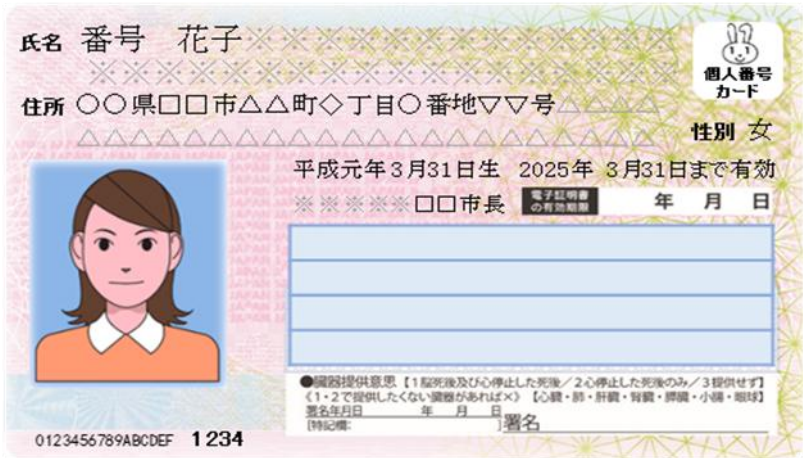 氏名 番号 花子※※※※※※※※※※※※※※※※
※※※※※※※※※※※※※※※※※※※※※※
個人番号
カード
住所 〇〇県□□市△△町◇丁目〇番地▽▽号△△△△
△△△△△△△△△△△△△△△△△△△△△△
性別 女
平成元年3月31日生 2025年 3月31日まで有効
※※※※※□□市長 電子証明書の有効期限 年 月 日
●臓器提供意思【1脳死後及び心停止した死後/2心停止した死後のみ/3提供せず】
《1・2で提供したくない臓器があれば×》【心臓・肺・肝臓・腎臓・膵臓・小腸・眼球】
署名年月日 年 月 日
[特記欄: ]署名
0123456789ABCDEF 1234